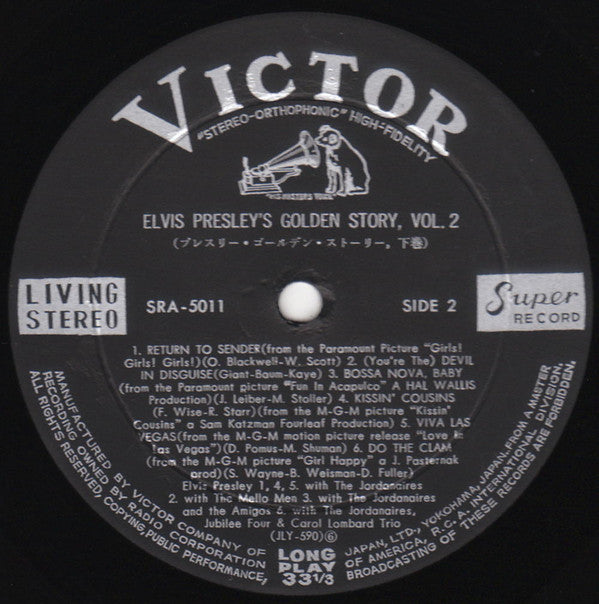 VICTOR
"STEREO-ORTHOPHONIC" HIGH-FIDELITY
"HIS MASTER'S VOICE"
ELVIS PRESLEY'S GOLDEN STORY, VOL. 2
(プレスリー・ゴールデン・ストーリー, 下巻)
LIVING
STEREO
SRA-5011
SIDE 2
Super
RECORD
1. RETURN TO SENDER(from the Paramount Picture "Girls!
Girls! Girls!)(O. Blackwell-W. Scott) 2. (You're The) DEVIL
IN DISGUISE(Giant-Baum-Kaye) 3. BOSSA NOVA, BABY
(from the Paramount picture "Fun In Acapulco" A HAL WALLIS
Production)(J. Leiber-M. Stoller) 4. KISSIN' COUSINS
(F. Wise-R. Starr)(from the M-G-M picture "Kissin'
Cousins" a Sam Katzman Fourleaf Production) 5. VIVA LAS
VEGAS(from the M-G-M motion picture release "Love in
Las Vegas")(D. Pomus-M. Shuman) 6. DO THE CLAM
(from the M-G-M picture "Girl Happy" a J. Pasternak
prod)(S. Wayne-B. Weisman-D. Fuller)
Elvis Presley 1, 4, 5. with The Jordanaires
2. with The Mello Men 3. with The Jordanaires
and the Amigos 6. with The Jordanaires,
Jubilee Four & Carol Lombard Trio
(JLY-590)⑥
LONG
PLAY
33 1/3
MANUFACTURED BY VICTOR COMPANY OF JAPAN, LTD., YOKOHAMA, JAPAN. FROM A MASTER
RECORDING OWNED BY RADIO CORPORATION OF AMERICA, R.C.A. INTERNATIONAL DIVISION.
ALL RIGHTS RESERVED, COPYING, PUBLIC PERFORMANCE, BROADCASTING OF THESE RECORDS ARE FORBIDDEN.